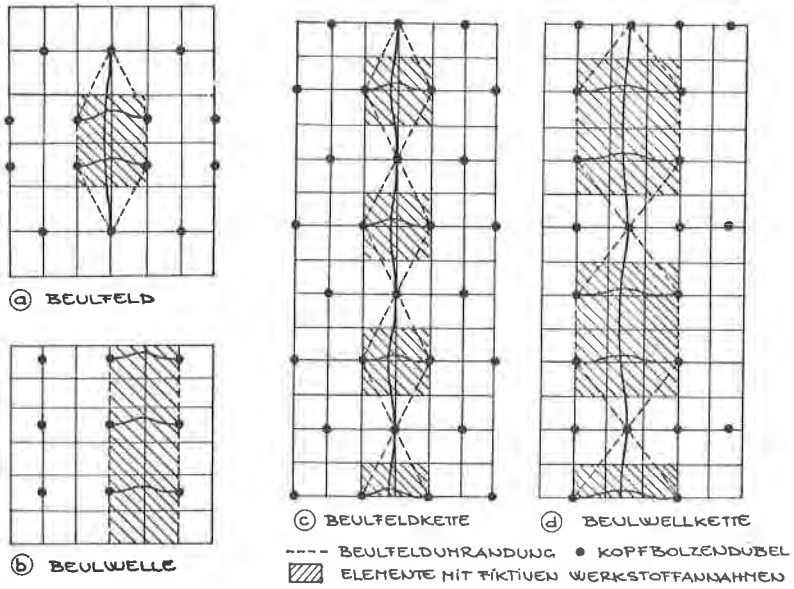 ⓐ BEULFELD
ⓑ BEULWELLE
ⓒ BEULFELDKETTE
ⓓ BEULWELLKETTE
BEULFELDUMRANDUNG
KOPFBOLZENDÜBEL
ELEMENTE MIT FIKTIVEN WERKSTOFFANNAHMEN